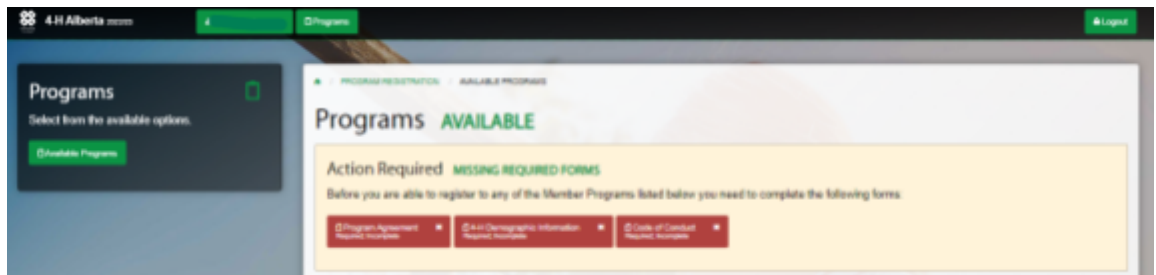 4-H Alberta
Programs
Logout
Programs
Select from the available options.
Available Programs
PROGRAM REGISTRATION / AVAILABLE PROGRAMS
Programs AVAILABLE
Action Required MISSING REQUIRED FORMS
Before you are able to register to any of the Member Programs listed below you need to complete the following forms:
Program Agreement
Required; Incomplete
4-H Demographic Information
Required; Incomplete
Code of Conduct
Required; Incomplete